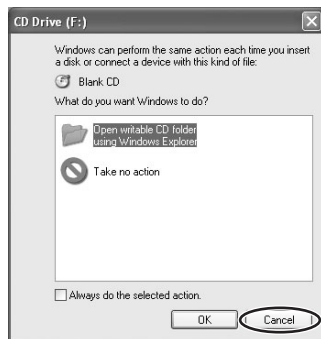 CD Drive (F:)
Windows can perform the same action each time you insert
a disk or connect a device with this kind of file:
Blank CD
What do you want Windows to do?
Open writable CD folder
using Windows Explorer
Take no action
Always do the selected action.
OK
Cancel